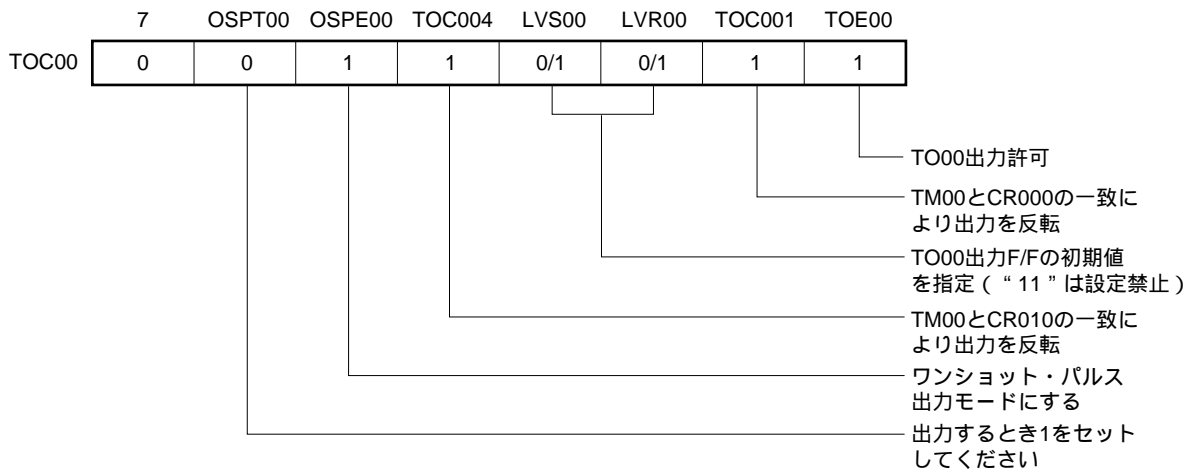 7 OSPT00 OSPE00 TOC004 LVS00 LVR00 TOC001 TOE00
TOC00 0 0 1 1 0/1 0/1 1 1
TO00出力許可
TM00とCR000の一致に
より出力を反転
TO00出力F/Fの初期値
を指定（“11”は設定禁止）
TM00とCR010の一致に
より出力を反転
ワンショット・パルス
出力モードにする
出力するとき1をセット
してください